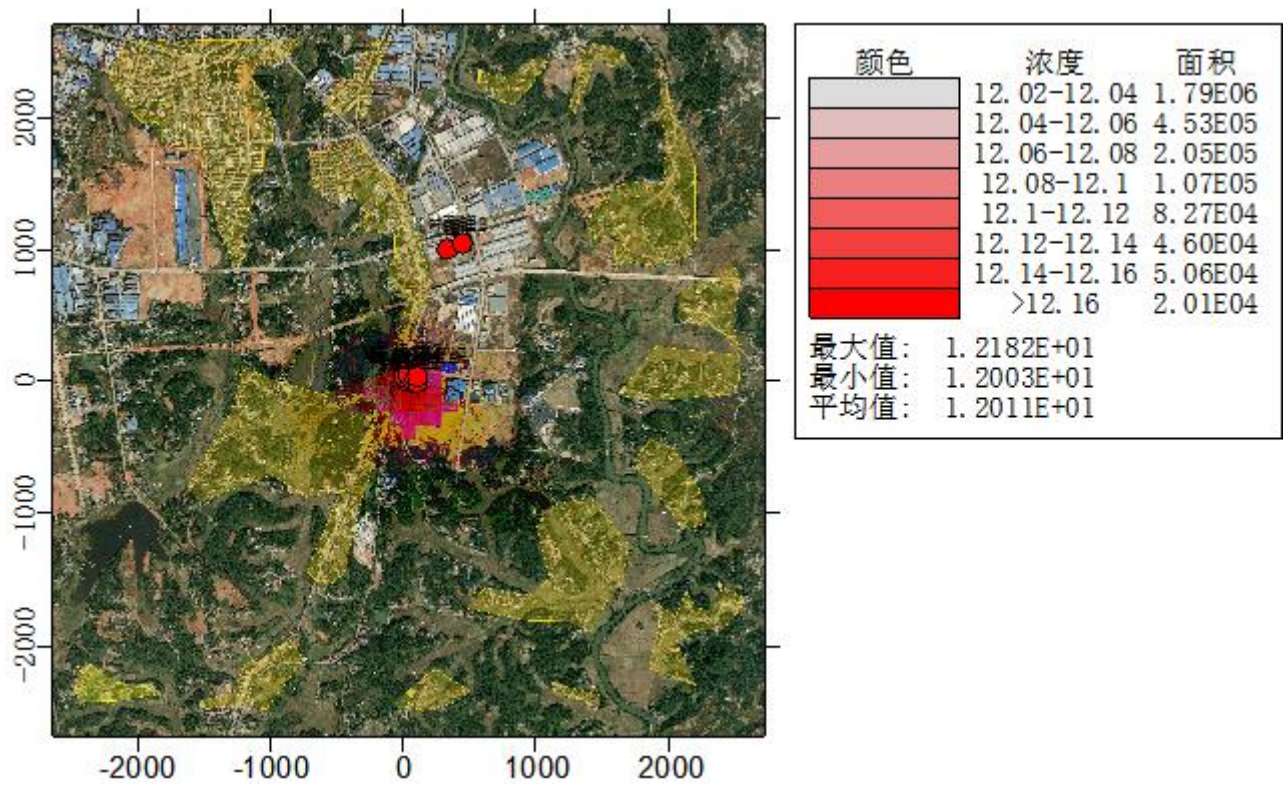 颜色 浓度 面积
12.02-12.04 1.79E06
12.04-12.06 4.53E05
12.06-12.08 2.05E05
12.08-12.1 1.07E05
12.1-12.12 8.27E04
12.12-12.14 4.60E04
12.14-12.16 5.06E04
>12.16 2.01E04
最大值: 1.2182E+01
最小值: 1.2003E+01
平均值: 1.2011E+01
2000
1000
0
-1000
-2000
-2000 -1000 0 1000 2000